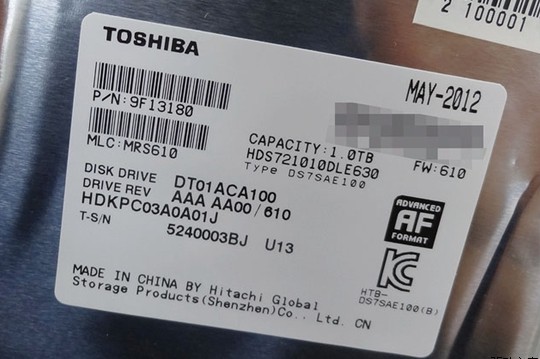 2 100001
TOSHIBA
MAY-2012
P/N:9F13180
MLC:MRS610
CAPACITY:1.0TB
HDS721010DLE630
Type DS7SAE100
FW:610
DISK DRIVE DT01ACA100
DRIVE REV AAA AA00/610
HDKPC03A0A01J
T-S/N 5240003BJ U13
ADVANCED
AF
FORMAT
HTB-
DS7SAE100(B)
MADE IN CHINA BY Hitachi Global
Storage Products(Shenzhen)Co., Ltd. CN